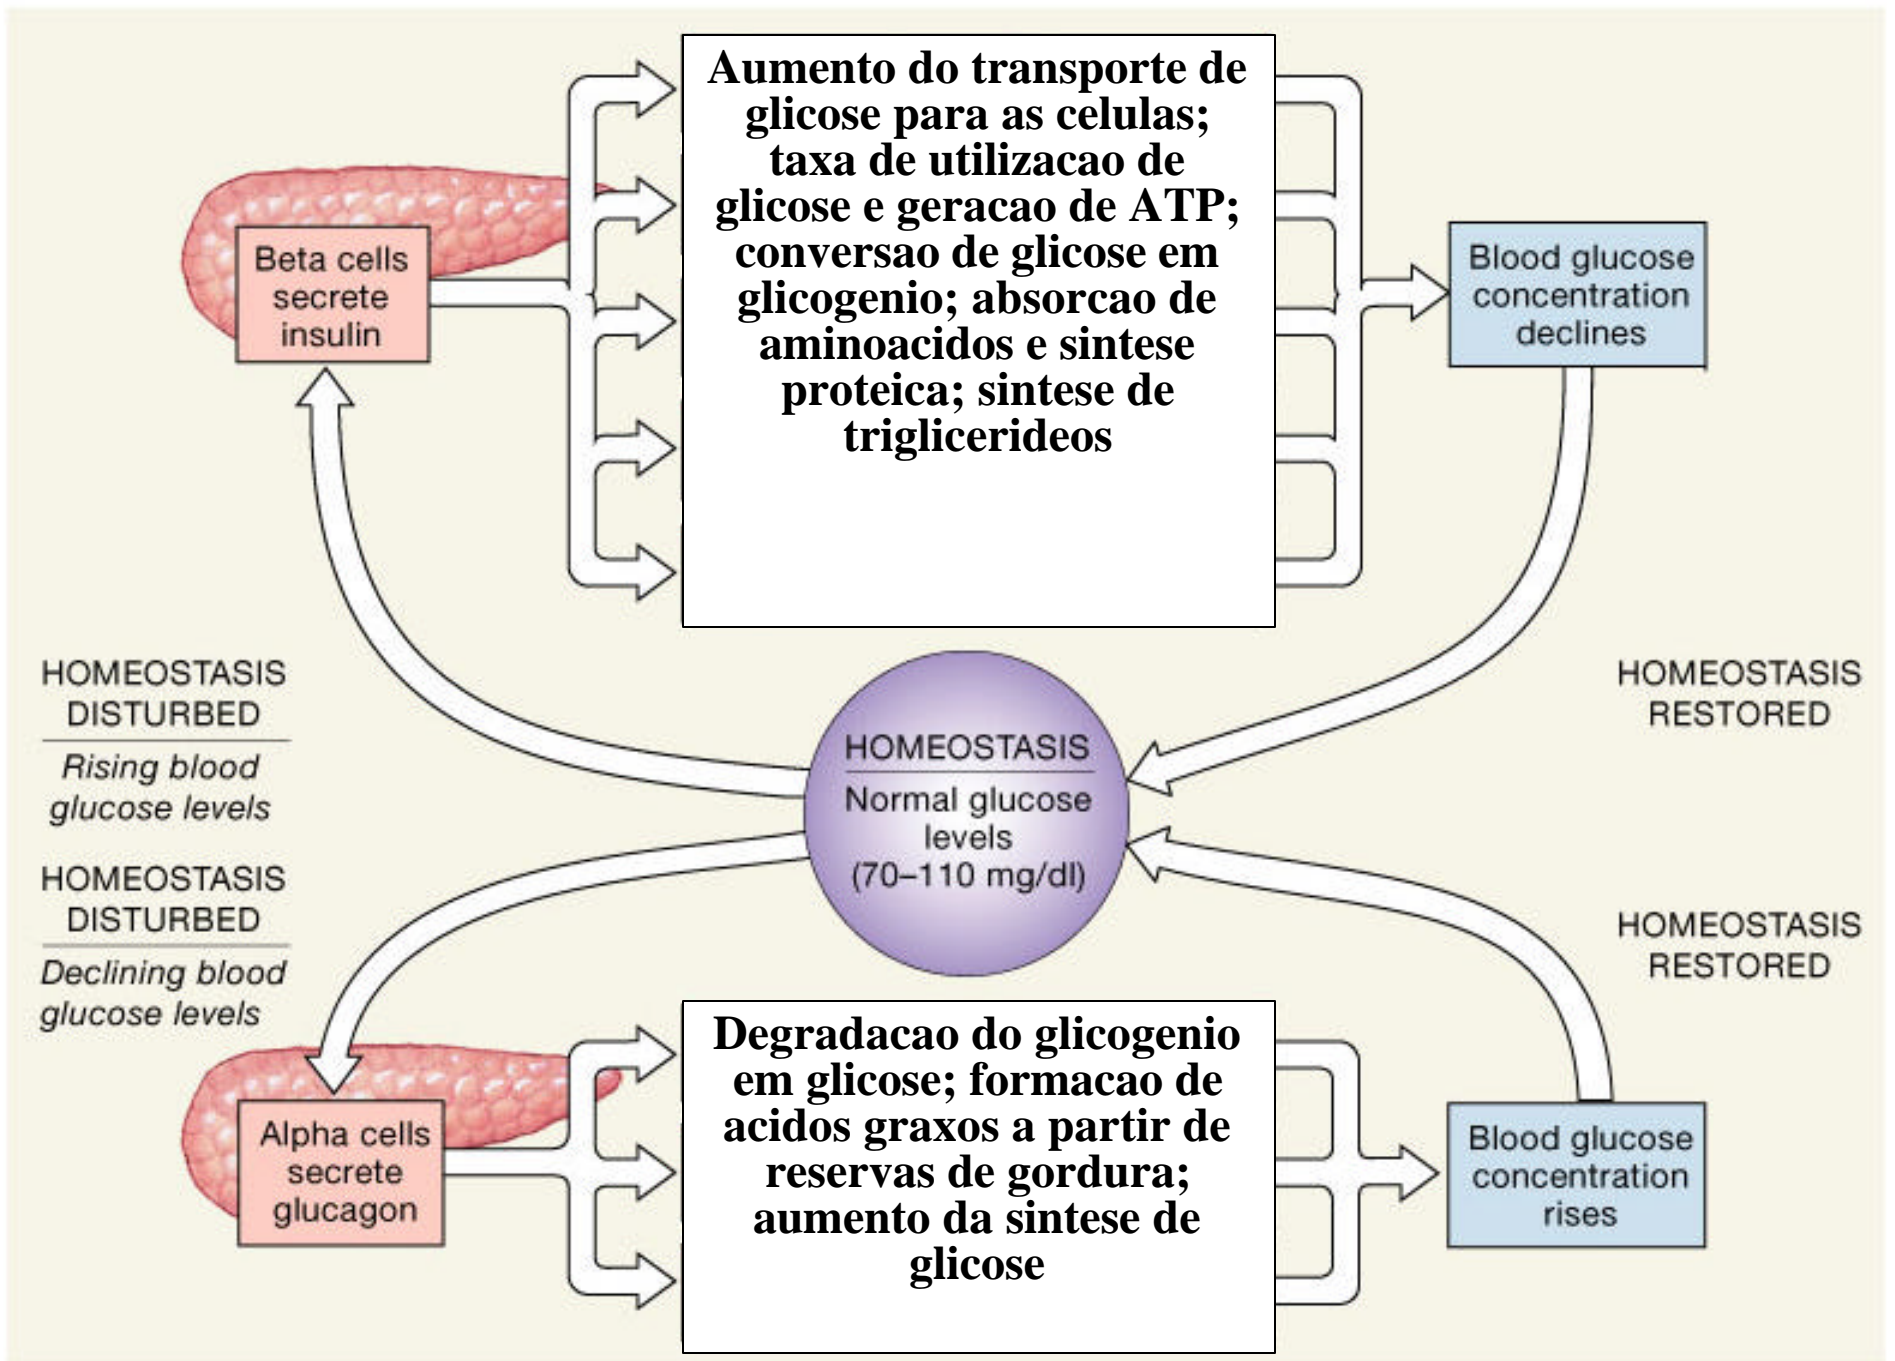 Aumento do transporte de
glicose para as celulas;
taxa de utilizacao de
glicose e geracao de ATP;
conversao de glicose em
glicogenio; absorcao de
aminoacidos e sintese
proteica; sintese de
triglicerideos
Beta cells
secrete
insulin
Blood glucose
concentration
declines
HOMEOSTASIS
DISTURBED
Rising blood
glucose levels
HOMEOSTASIS
RESTORED
HOMEOSTASIS
Normal glucose
levels
(70–110 mg/dl)
HOMEOSTASIS
DISTURBED
Declining blood
glucose levels
HOMEOSTASIS
RESTORED
Alpha cells
secrete
glucagon
Degradacao do glicogenio
em glicose; formacao de
acidos graxos a partir de
reservas de gordura;
aumento da sintese de
glicose
Blood glucose
concentration
rises